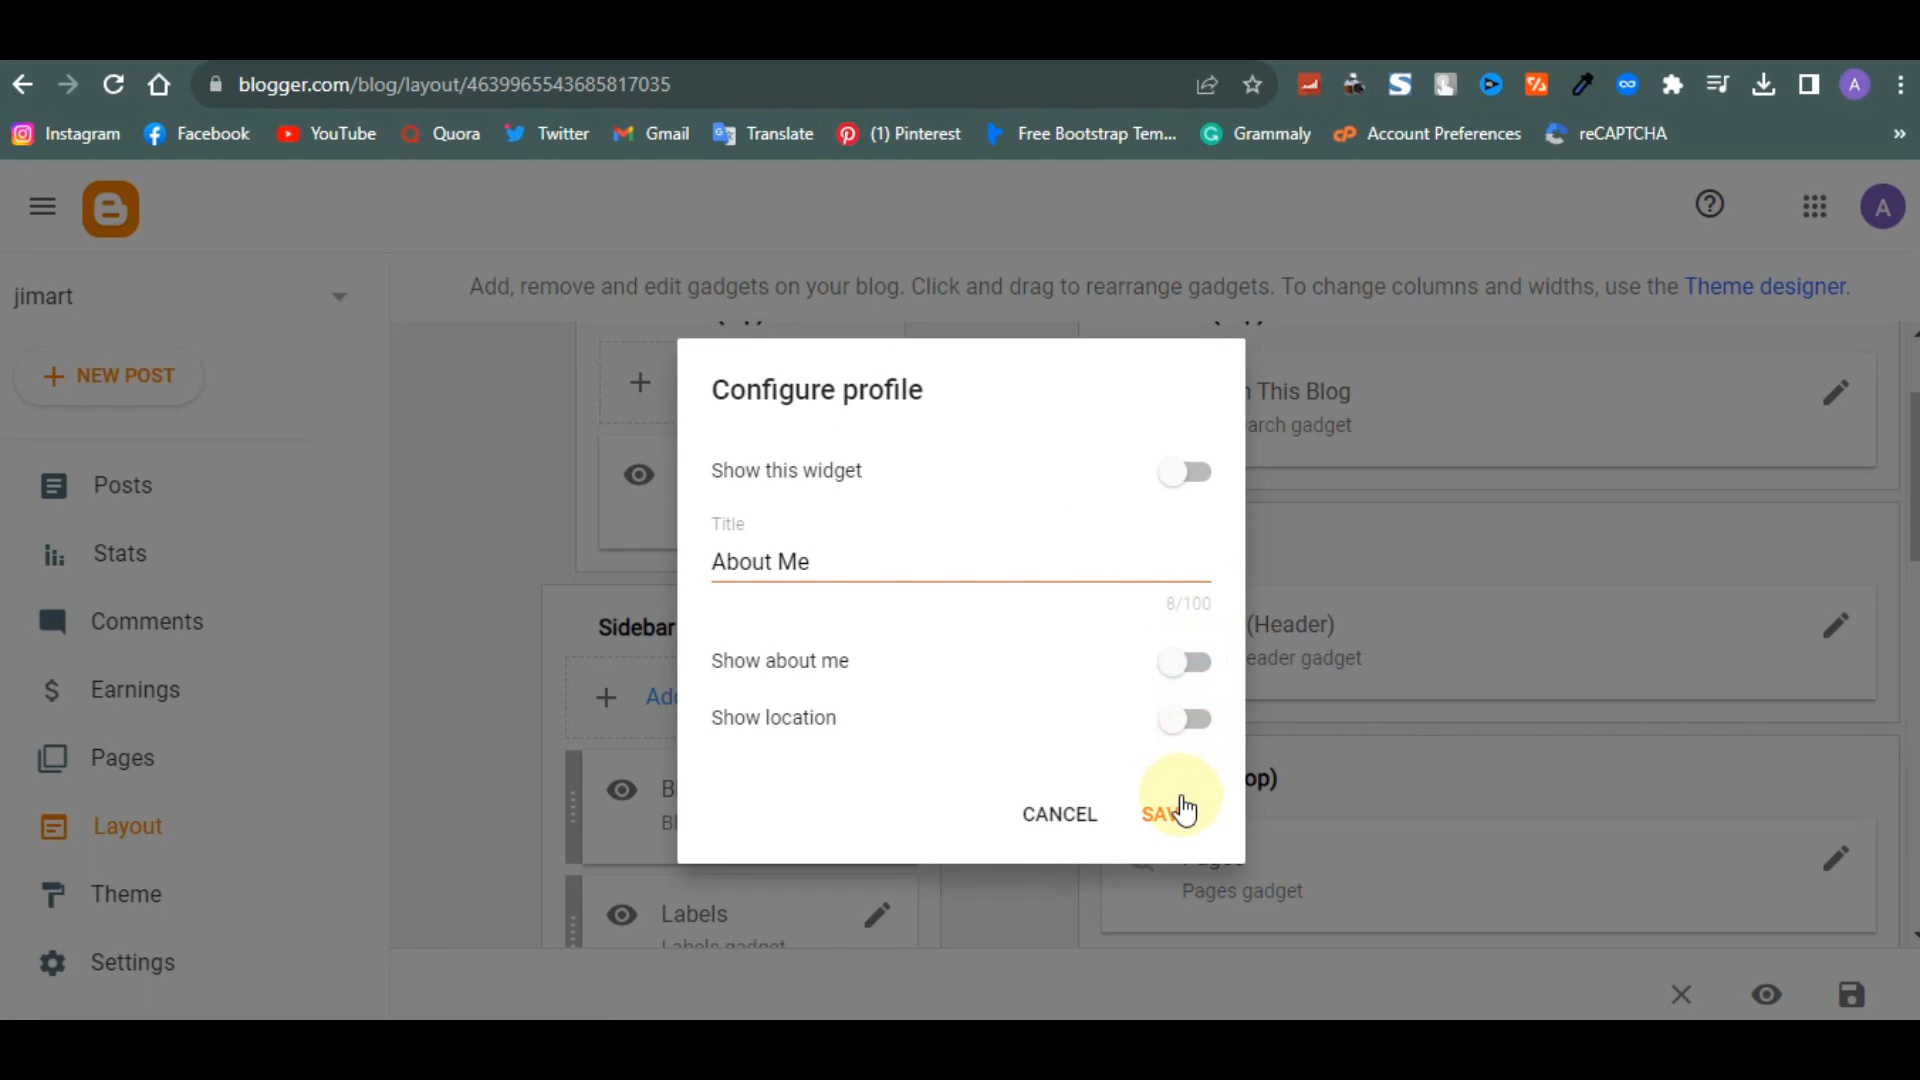 blogger.com/blog/layout/4639965543685817035
A
Instagram
Facebook
YouTube
Quora
Twitter
Gmail
Translate
(1) Pinterest
Free Bootstrap Tem...
Grammaly
Account Preferences
reCAPTCHA
»
A
jimart
Add, remove and edit gadgets on your blog. Click and drag to rearrange gadgets. To change columns and widths, use the Theme designer.
NEW POST
Posts
Stats
Comments
Earnings
Pages
Layout
Theme
Settings
Configure profile
Show this widget
Title
About Me
8/100
Show about me
Show location
CANCEL
This Blog
gadget
Sidebar
(Header)
gadget
Labels
Labels gadget
Pages
Pages gadget